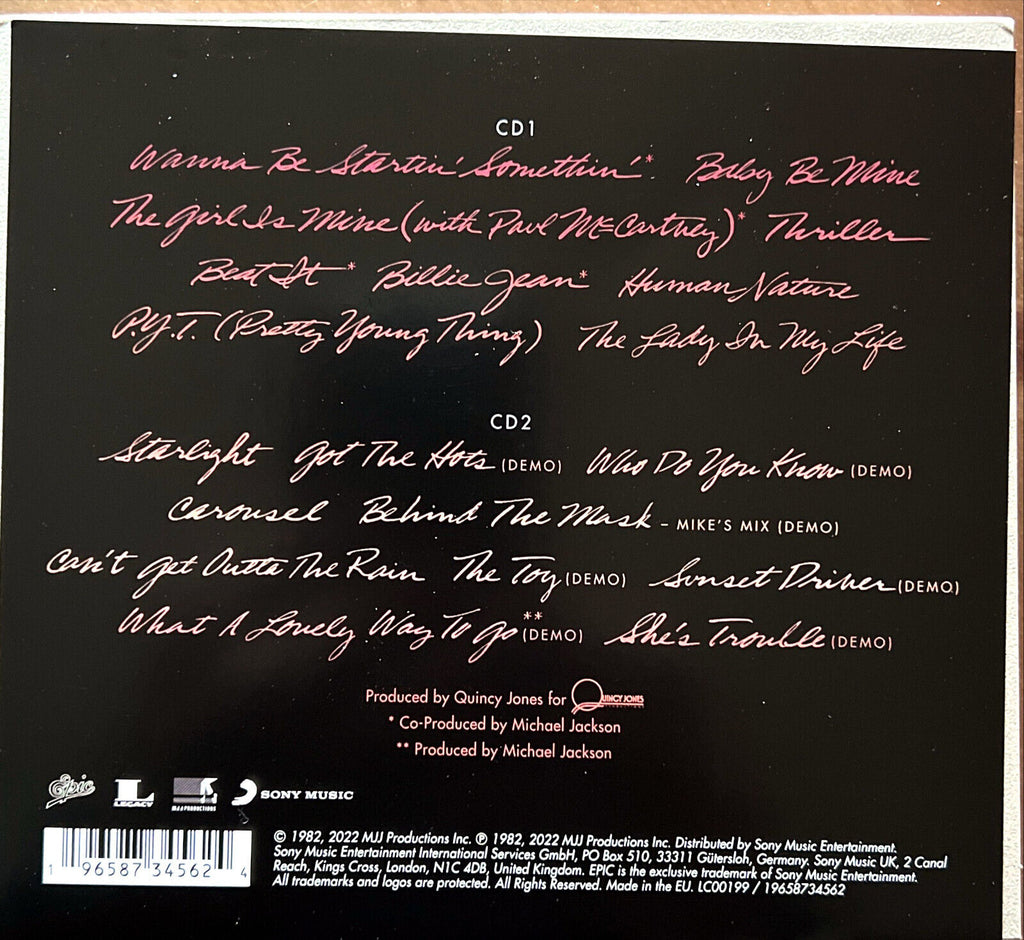 CD1
Wanna Be Startin' Somethin'* Baby Be Mine
The Girl Is Mine (with Paul McCartney)* Thriller
Beat It* Billie Jean* Human Nature
P.Y.T. (Pretty Young Thing) The Lady In My Life
CD2
Starlight Got The Hots (DEMO) Who Do You Know (DEMO)
Carousel Behind The Mask - MIKE'S MIX (DEMO)
Can't Get Outta The Rain The Toy (DEMO) Sunset Driver (DEMO)
What A Lovely Way To Go** (DEMO) She's Trouble (DEMO)
Produced by Quincy Jones for QUINCY JONES PRODUCTIONS
* Co-Produced by Michael Jackson
** Produced by Michael Jackson
Epic L LEGACY MJJ PRODUCTIONS SONY MUSIC
© 1982, 2022 MJJ Productions Inc. ℗ 1982, 2022 MJJ Productions Inc. Distributed by Sony Music Entertainment.
Sony Music Entertainment International Services GmbH, PO Box 510, 33311 Gütersloh, Germany. Sony Music UK, 2 Canal
Reach, Kings Cross, London, N1C 4DB, United Kingdom. EPIC is the exclusive trademark of Sony Music Entertainment.
All trademarks and logos are protected. All Rights Reserved. Made in the EU. LC00199 / 19658734562
1 96587 34562 4